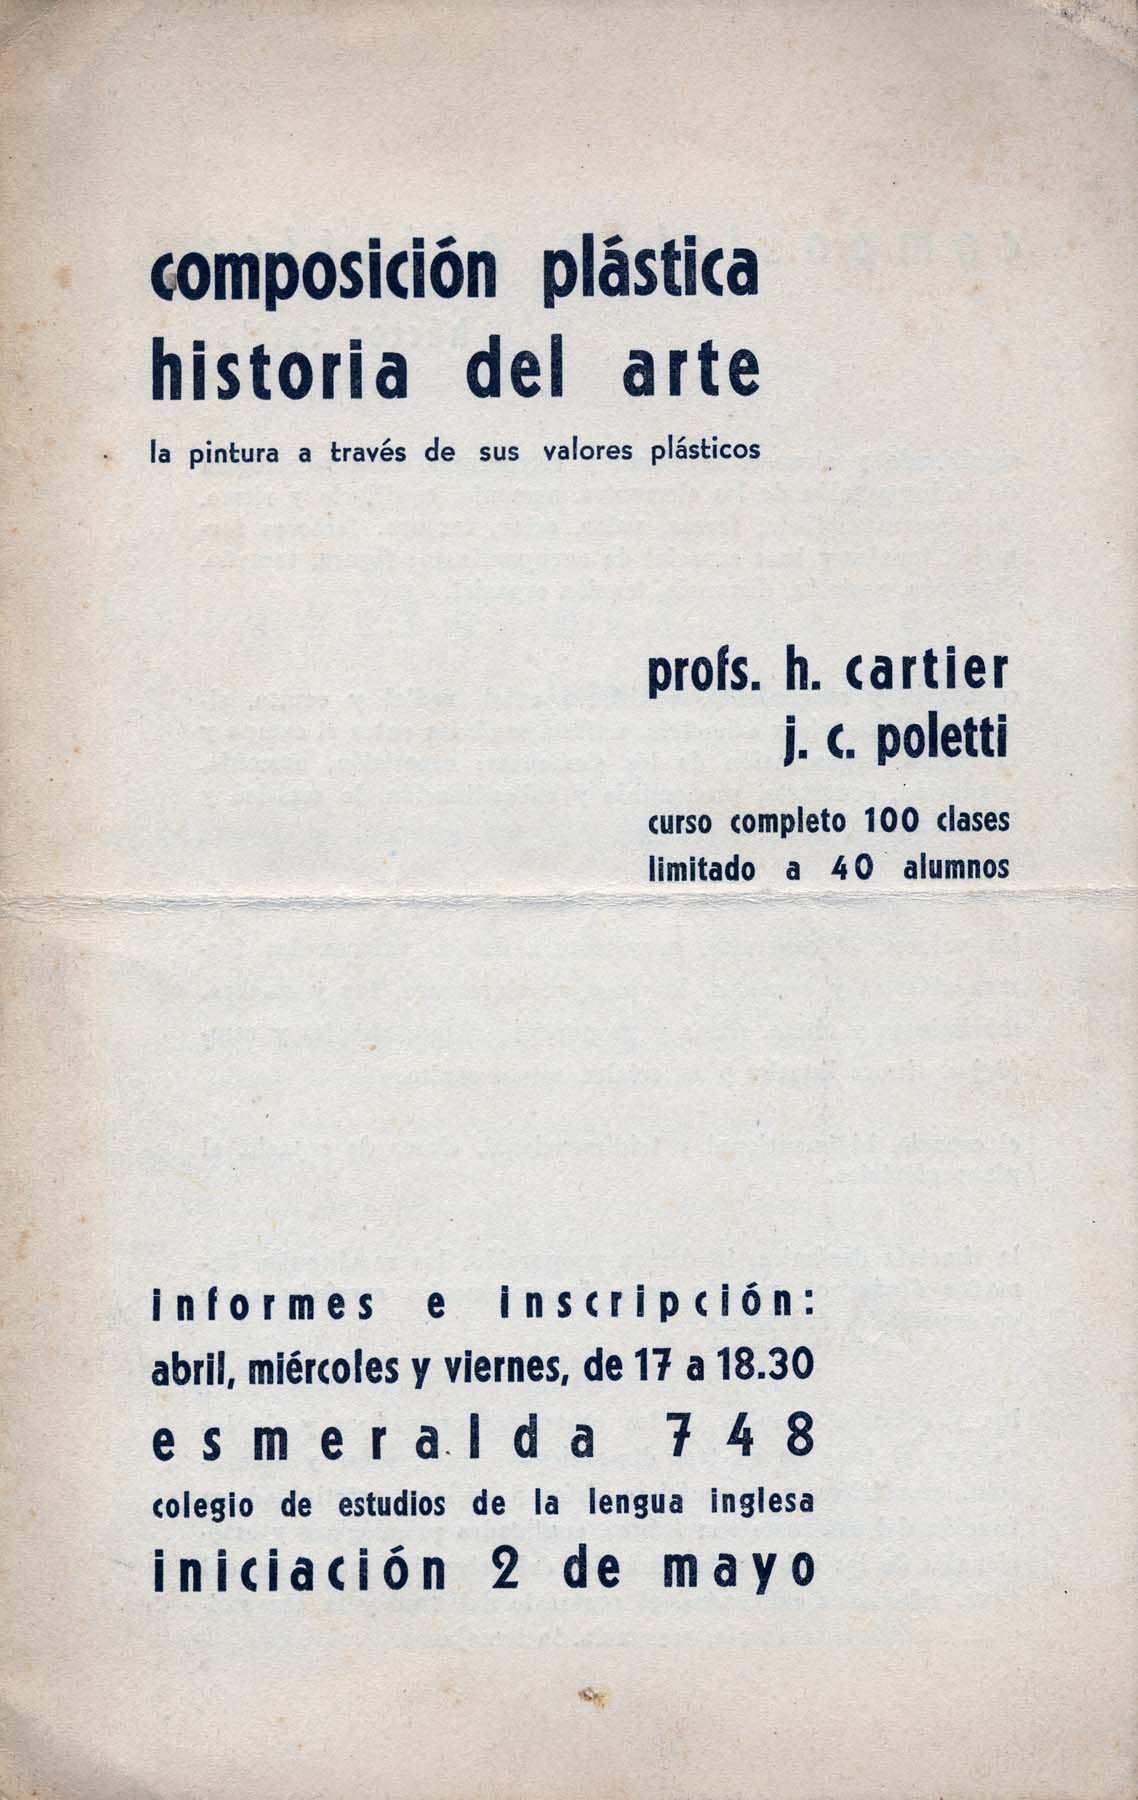 composición plástica
historia del arte
la pintura a través de sus valores plásticos
profs. h. cartier
j. c. poletti
curso completo 100 clases
limitado a 40 alumnos
informes e inscripción:
abril, miércoles y viernes, de 17 a 18.30
esmeralda 748
colegio de estudios de la lengua inglesa
iniciación 2 de mayo